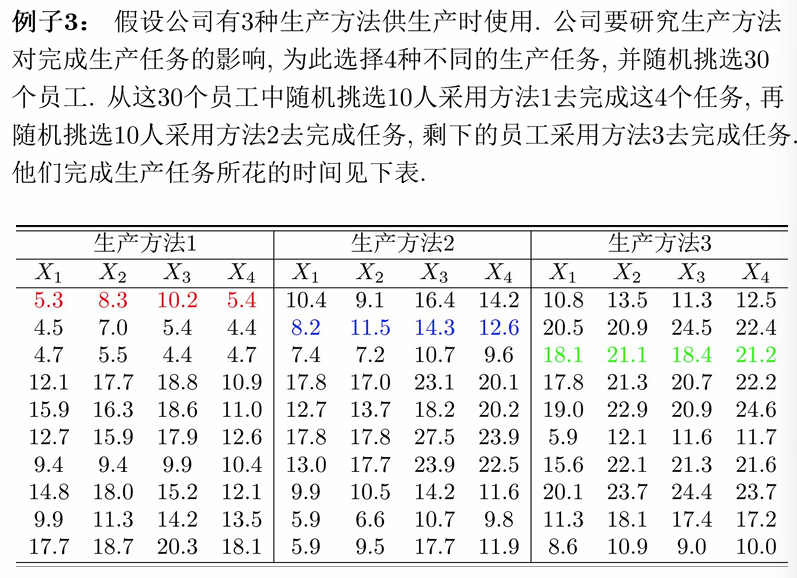 例子3： 假设公司有3种生产方法供生产时使用. 公司要研究生产方法
对完成生产任务的影响, 为此选择4种不同的生产任务, 并随机挑选30
个员工. 从这30个员工中随机挑选10人采用方法1去完成这4个任务, 再
随机挑选10人采用方法2去完成任务, 剩下的员工采用方法3去完成任务.
他们完成生产任务所花的时间见下表.
生产方法1 生产方法2 生产方法3
X1 X2 X3 X4 X1 X2 X3 X4 X1 X2 X3 X4
5.3 8.3 10.2 5.4 10.4 9.1 16.4 14.2 10.8 13.5 11.3 12.5
4.5 7.0 5.4 4.4 8.2 11.5 14.3 12.6 20.5 20.9 24.5 22.4
4.7 5.5 4.4 4.7 7.4 7.2 10.7 9.6 18.1 21.1 18.4 21.2
12.1 17.7 18.8 10.9 17.8 17.0 23.1 20.1 17.8 21.3 20.7 22.2
15.9 16.3 18.6 11.0 12.7 13.7 18.2 20.2 19.0 22.9 20.9 24.6
12.7 15.9 17.9 12.6 17.8 17.8 27.5 23.9 5.9 12.1 11.6 11.7
9.4 9.4 9.9 10.4 13.0 17.7 23.9 22.5 15.6 22.1 21.3 21.6
14.8 18.0 15.2 12.1 9.9 10.5 14.2 11.6 20.1 23.7 24.4 23.7
9.9 11.3 14.2 13.5 5.9 6.6 10.7 9.8 11.3 18.1 17.4 17.2
17.7 18.7 20.3 18.1 5.9 9.5 17.7 11.9 8.6 10.9 9.0 10.0